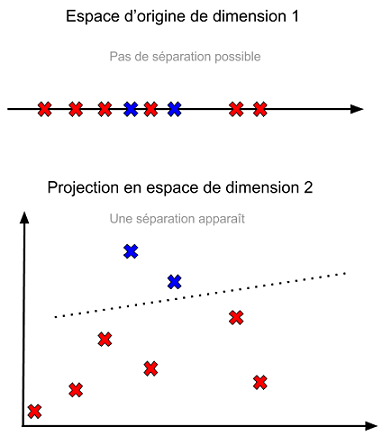 Espace d'origine de dimension 1
Pas de séparation possible
Projection en espace de dimension 2
Une séparation apparaît